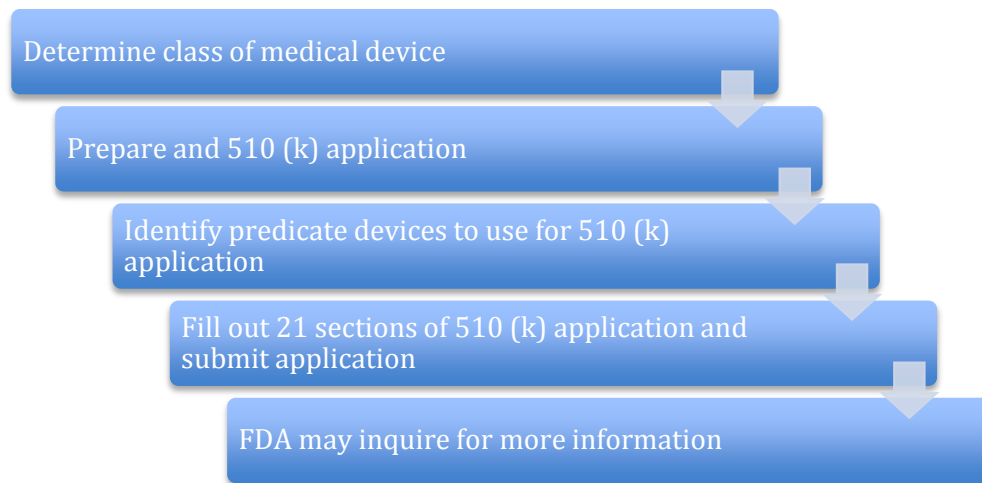 Determine class of medical device
Prepare and 510 (k) application
Identify predicate devices to use for 510 (k)
application
Fill out 21 sections of 510 (k) application and
submit application
FDA may inquire for more information